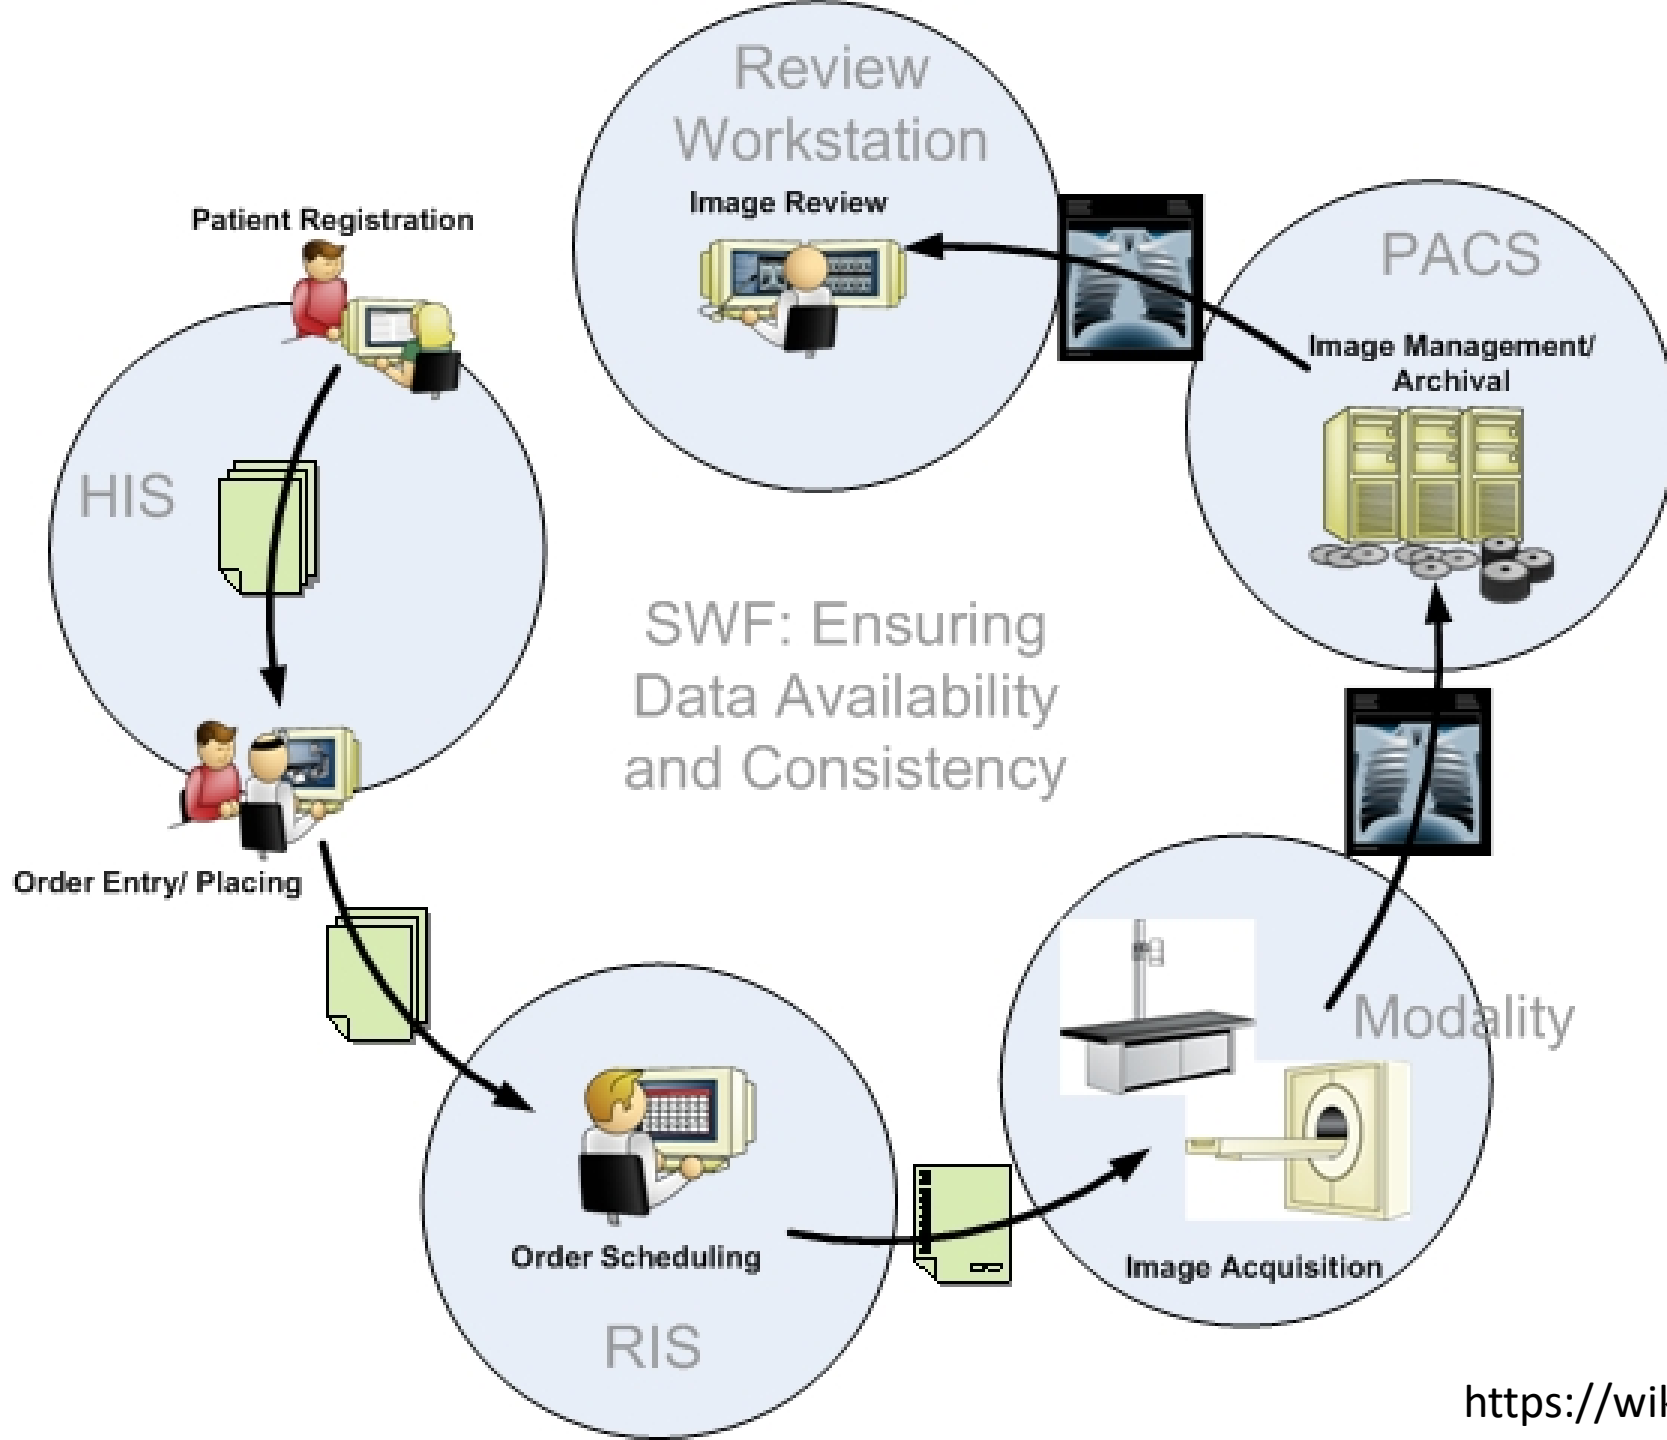 Review
Workstation
Image Review
Patient Registration
PACS
Image Management/
Archival
HIS
SWF: Ensuring
Data Availability
and Consistency
Order Entry/ Placing
Modality
Order Scheduling
Image Acquisition
RIS
https://wik